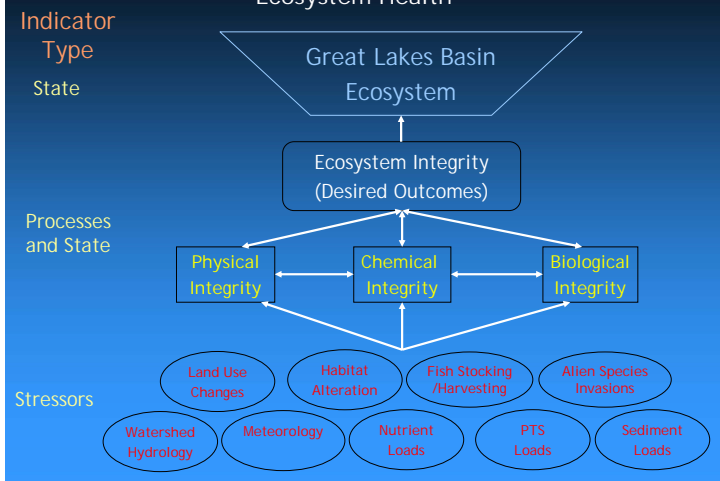 Ecosystem Health
Indicator
Type
State
Great Lakes Basin
Ecosystem
Ecosystem Integrity
(Desired Outcomes)
Processes
and State
Physical
Integrity
Chemical
Integrity
Biological
Integrity
Stressors
Land Use
Changes
Habitat
Alteration
Fish Stocking
/Harvesting
Alien Species
Invasions
Watershed
Hydrology
Meteorology
Nutrient
Loads
PTS
Loads
Sediment
Loads